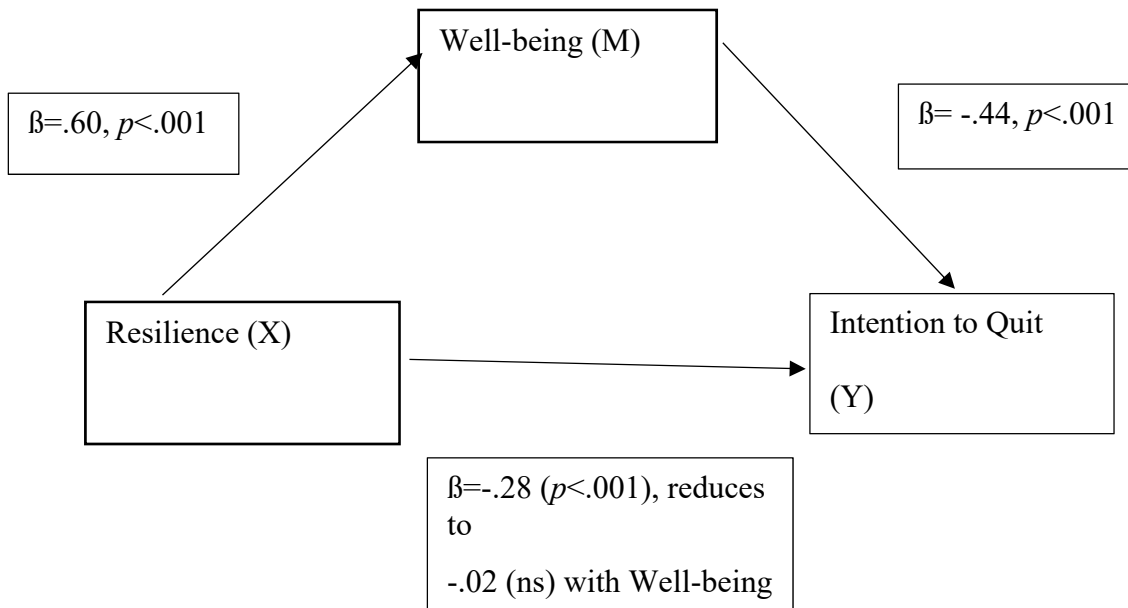 Well-being (M)
ß=.60, p<.001
ß= -.44, p<.001
Resilience (X)
Intention to Quit
(Y)
ß=-.28 (p<.001), reduces
to
-.02 (ns) with Well-being